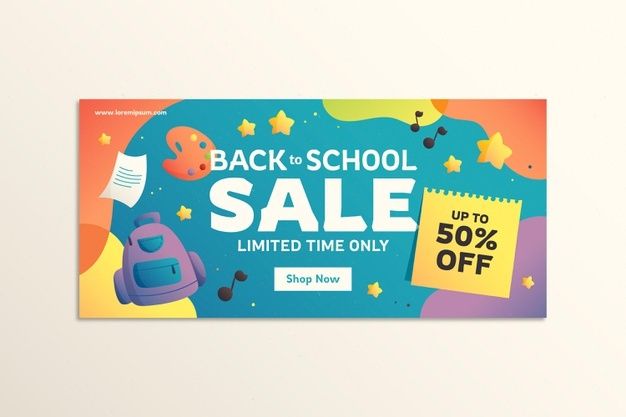 www.loremipsum.com
BACK to SCHOOL
SALE
LIMITED TIME ONLY
Shop Now
UP TO
50%
OFF